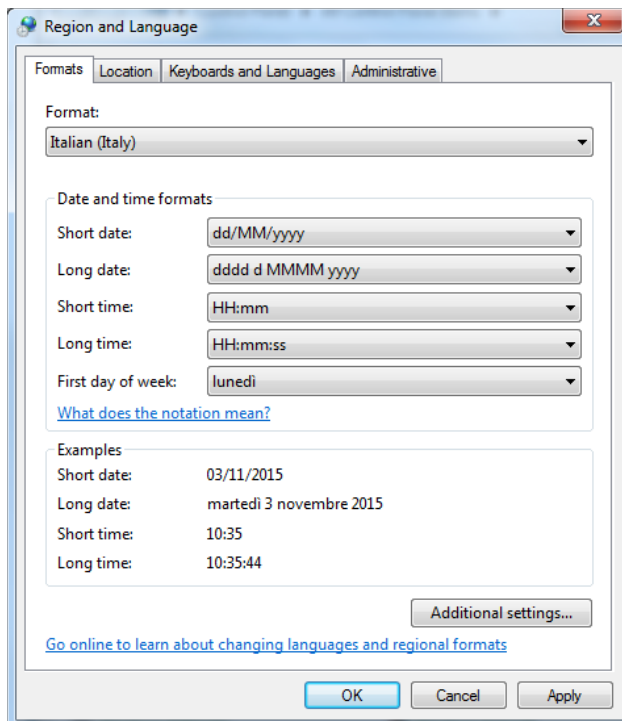 Region and Language
Formats Location Keyboards and Languages Administrative
Format:
Italian (Italy)
Date and time formats
Short date: dd/MM/yyyy
Long date: dddd d MMMM yyyy
Short time: HH:mm
Long time: HH:mm:ss
First day of week: lunedì
What does the notation mean?
Examples
Short date: 03/11/2015
Long date: martedì 3 novembre 2015
Short time: 10:35
Long time: 10:35:44
Additional settings...
Go online to learn about changing languages and regional formats
OK Cancel Apply